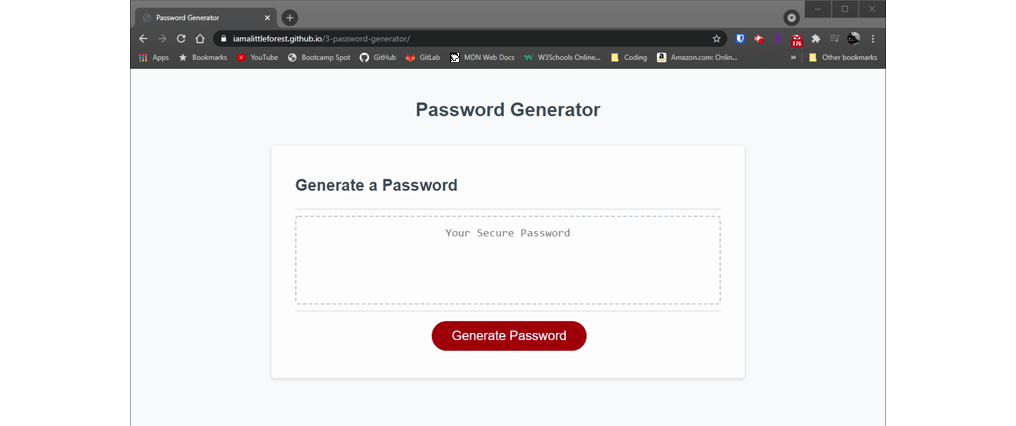 Password Generator
iamalittleforest.github.io/3-password-generator/
176
Apps Bookmarks YouTube Bootcamp Spot GitHub GitLab MDN Web Docs W3Schools Online... Coding Amazon.com: Onlin... » Other bookmarks
Password Generator
Generate a Password
Your Secure Password
Generate Password